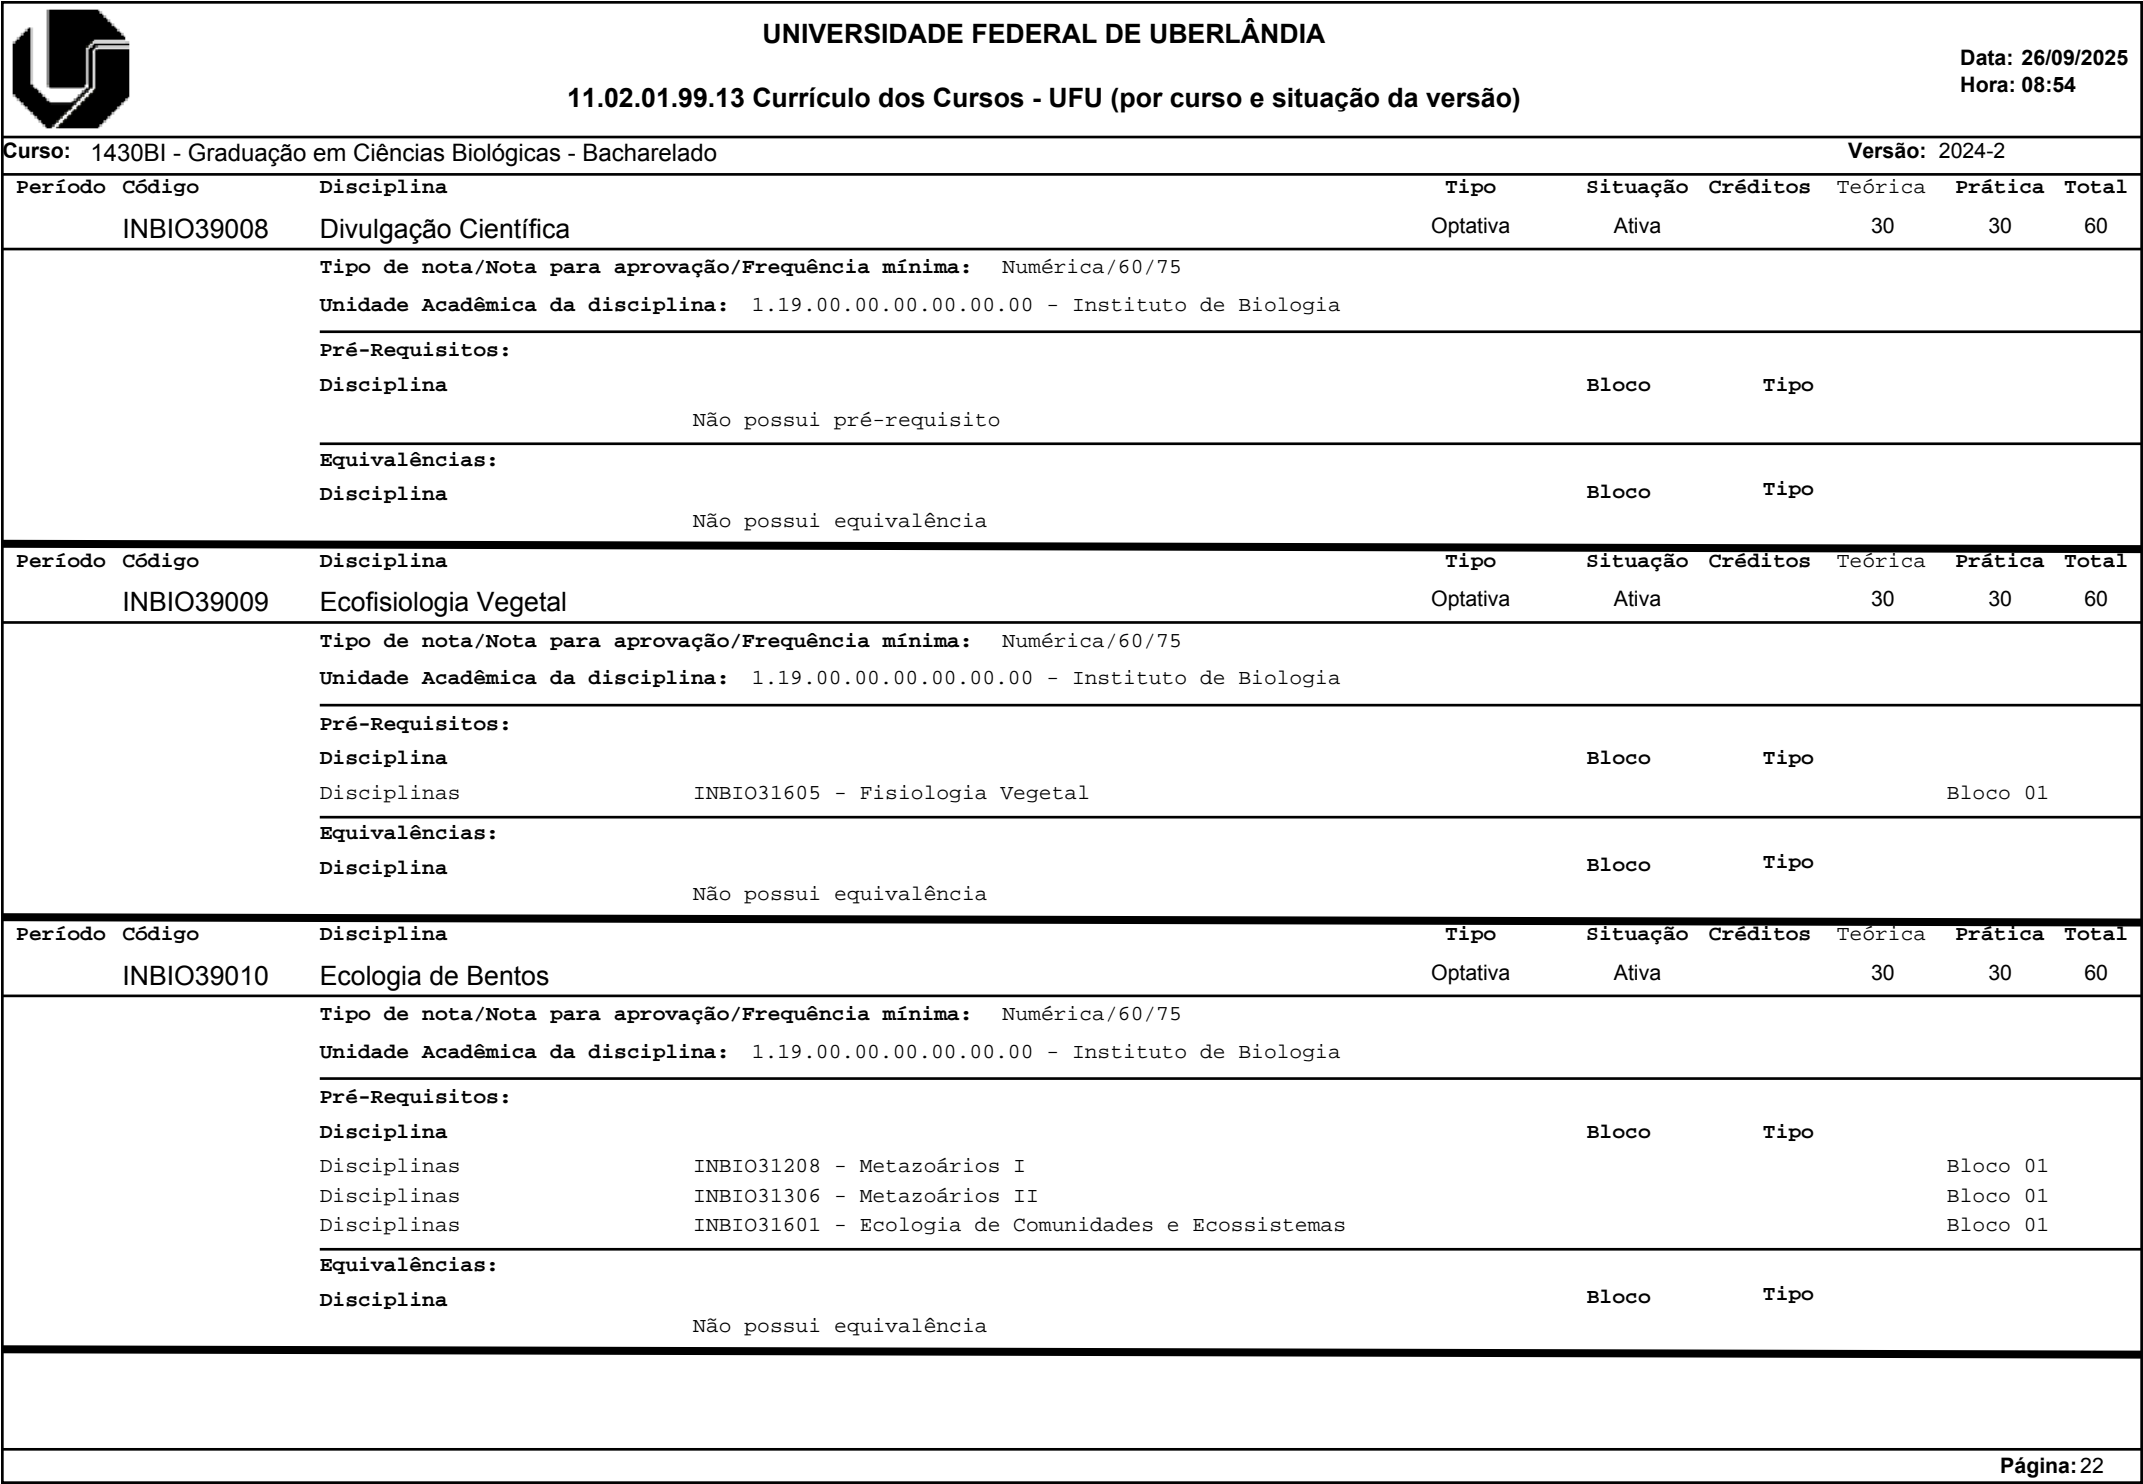 UNIVERSIDADE FEDERAL DE UBERLÂNDIA
Data: 26/09/2025
Hora: 08:54
11.02.01.99.13 Currículo dos Cursos - UFU (por curso e situação da versão)
Curso: 1430BI - Graduação em Ciências Biológicas - Bacharelado Versão: 2024-2
Período Código Disciplina Tipo Situação Créditos Teórica Prática Total
INBIO39008 Divulgação Científica Optativa Ativa 30 30 60
Tipo de nota/Nota para aprovação/Frequência mínima: Numérica/60/75
Unidade Acadêmica da disciplina: 1.19.00.00.00.00.00.00 - Instituto de Biologia
Pré-Requisitos:
Disciplina Bloco Tipo
Não possui pré-requisito
Equivalências:
Disciplina Bloco Tipo
Não possui equivalência
Período Código Disciplina Tipo Situação Créditos Teórica Prática Total
INBIO39009 Ecofisiologia Vegetal Optativa Ativa 30 30 60
Tipo de nota/Nota para aprovação/Frequência mínima: Numérica/60/75
Unidade Acadêmica da disciplina: 1.19.00.00.00.00.00.00 - Instituto de Biologia
Pré-Requisitos:
Disciplina Bloco Tipo
Disciplinas INBIO31605 - Fisiologia Vegetal Bloco 01
Equivalências:
Disciplina Bloco Tipo
Não possui equivalência
Período Código Disciplina Tipo Situação Créditos Teórica Prática Total
INBIO39010 Ecologia de Bentos Optativa Ativa 30 30 60
Tipo de nota/Nota para aprovação/Frequência mínima: Numérica/60/75
Unidade Acadêmica da disciplina: 1.19.00.00.00.00.00.00 - Instituto de Biologia
Pré-Requisitos:
Disciplina Bloco Tipo
Disciplinas INBIO31208 - Metazoários I Bloco 01
Disciplinas INBIO31306 - Metazoários II Bloco 01
Disciplinas INBIO31601 - Ecologia de Comunidades e Ecossistemas Bloco 01
Equivalências:
Disciplina Bloco Tipo
Não possui equivalência
Página: 22